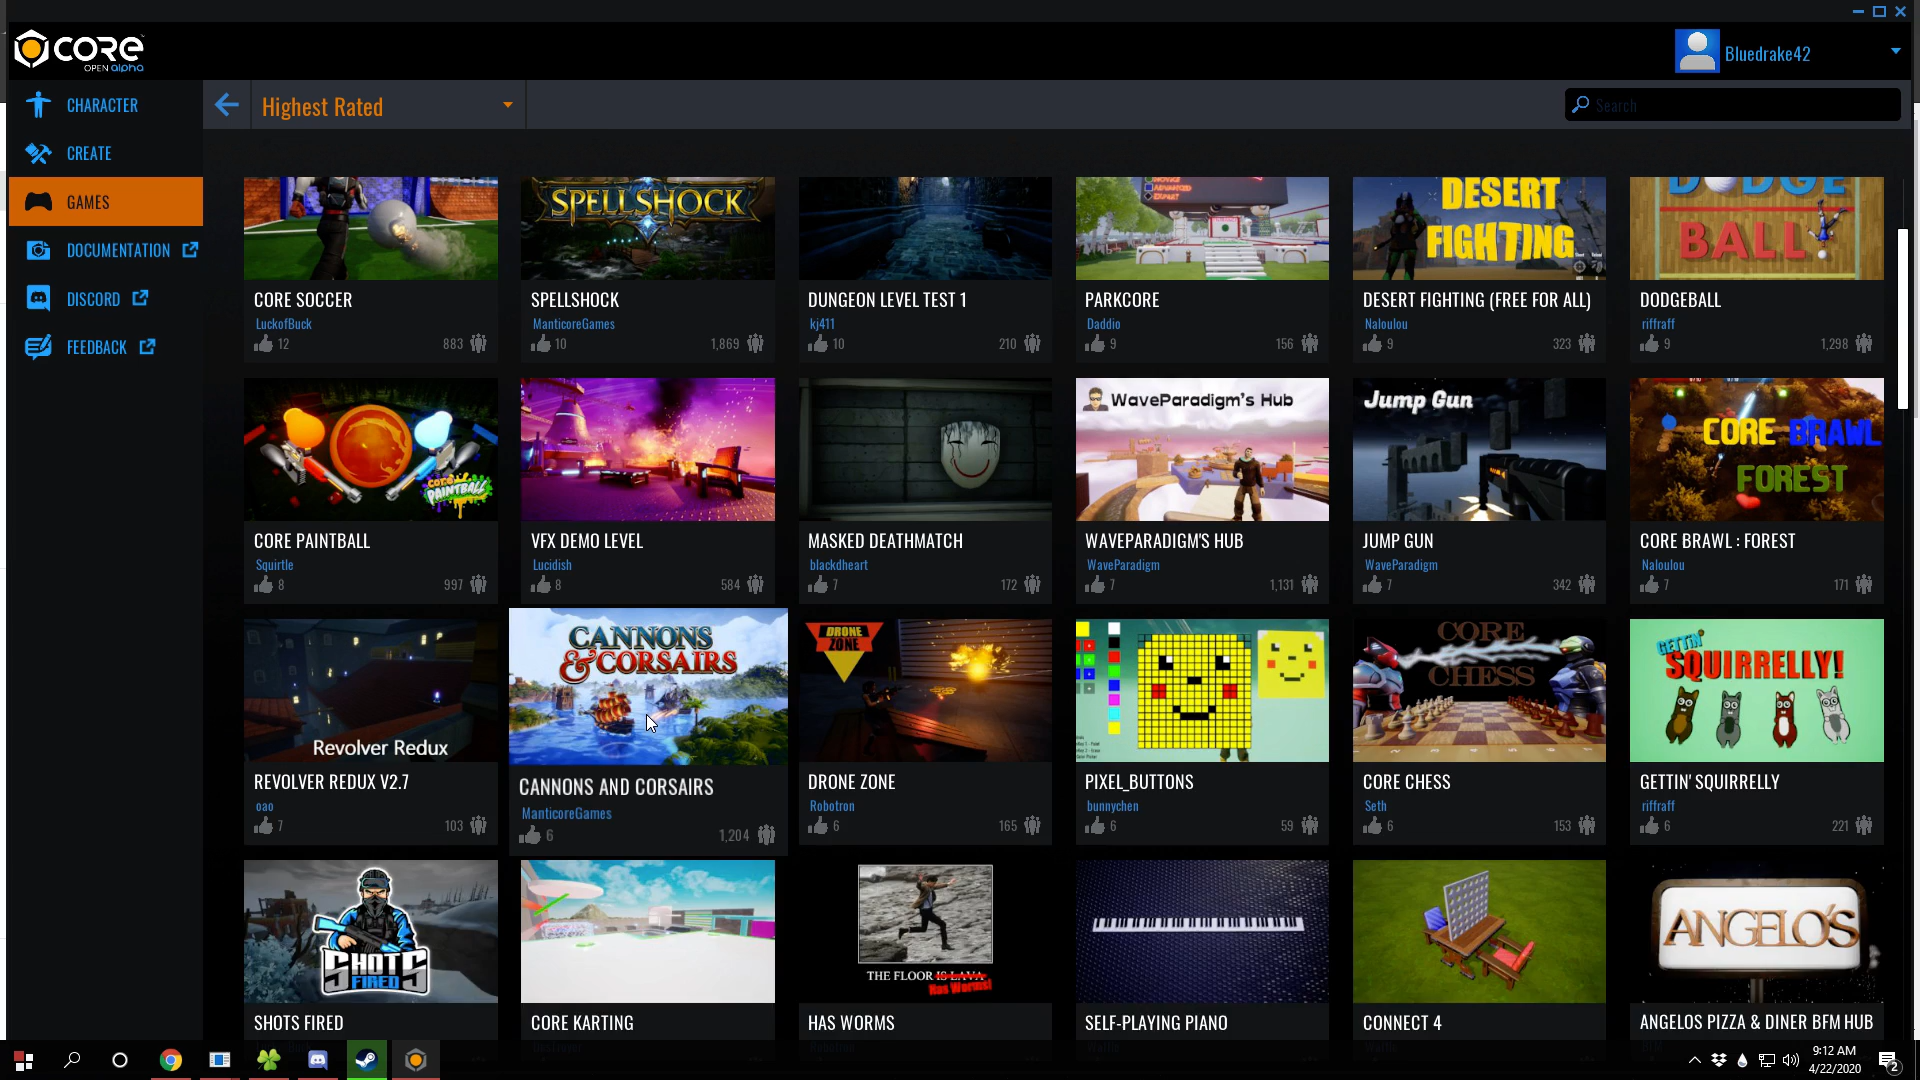 CORE
OPEN alpha
Bluedrake42
CHARACTER
CREATE
GAMES
DOCUMENTATION
DISCORD
FEEDBACK
Highest Rated
Search
SPELLSHOCK
ADVANCED
DESERT
FIGHTING
DODGE
BALL
CORE SOCCER
LuckofBuck
12
883
SPELLSHOCK
ManticoreGames
10
1,869
DUNGEON LEVEL TEST 1
kj411
10
210
PARKCORE
Daddio
9
156
DESERT FIGHTING (FREE FOR ALL)
Naloulou
9
323
DODGEBALL
riffraff
9
1,298
CORE
PAINTBALL
WaveParadigm's Hub
Jump Gun
CORE BRAWL
FOREST
CORE PAINTBALL
Squirtle
8
997
VFX DEMO LEVEL
Lucidish
8
584
MASKED DEATHMATCH
blackdheart
7
172
WAVEPARADIGM'S HUB
WaveParadigm
7
1,131
JUMP GUN
WaveParadigm
7
342
CORE BRAWL : FOREST
Naloulou
7
171
Revolver Redux
CANNONS
& CORSAIRS
DRONE
ZONE
CORE
CHESS
GETTIN'
SQUIRRELLY!
REVOLVER REDUX V2.7
oao
7
103
CANNONS AND CORSAIRS
ManticoreGames
6
1,204
DRONE ZONE
Robotron
6
165
PIXEL_BUTTONS
bunnychen
6
59
CORE CHESS
Seth
6
153
GETTIN' SQUIRRELLY
riffraff
6
221
SHOTS
FIRED
THE FLOOR IS LAVA
Has Worms!
ANGELO'S
SHOTS FIRED
CORE KARTING
HAS WORMS
SELF-PLAYING PIANO
CONNECT 4
ANGELOS PIZZA & DINER BFM HUB
9:12 AM
4/22/2020
2